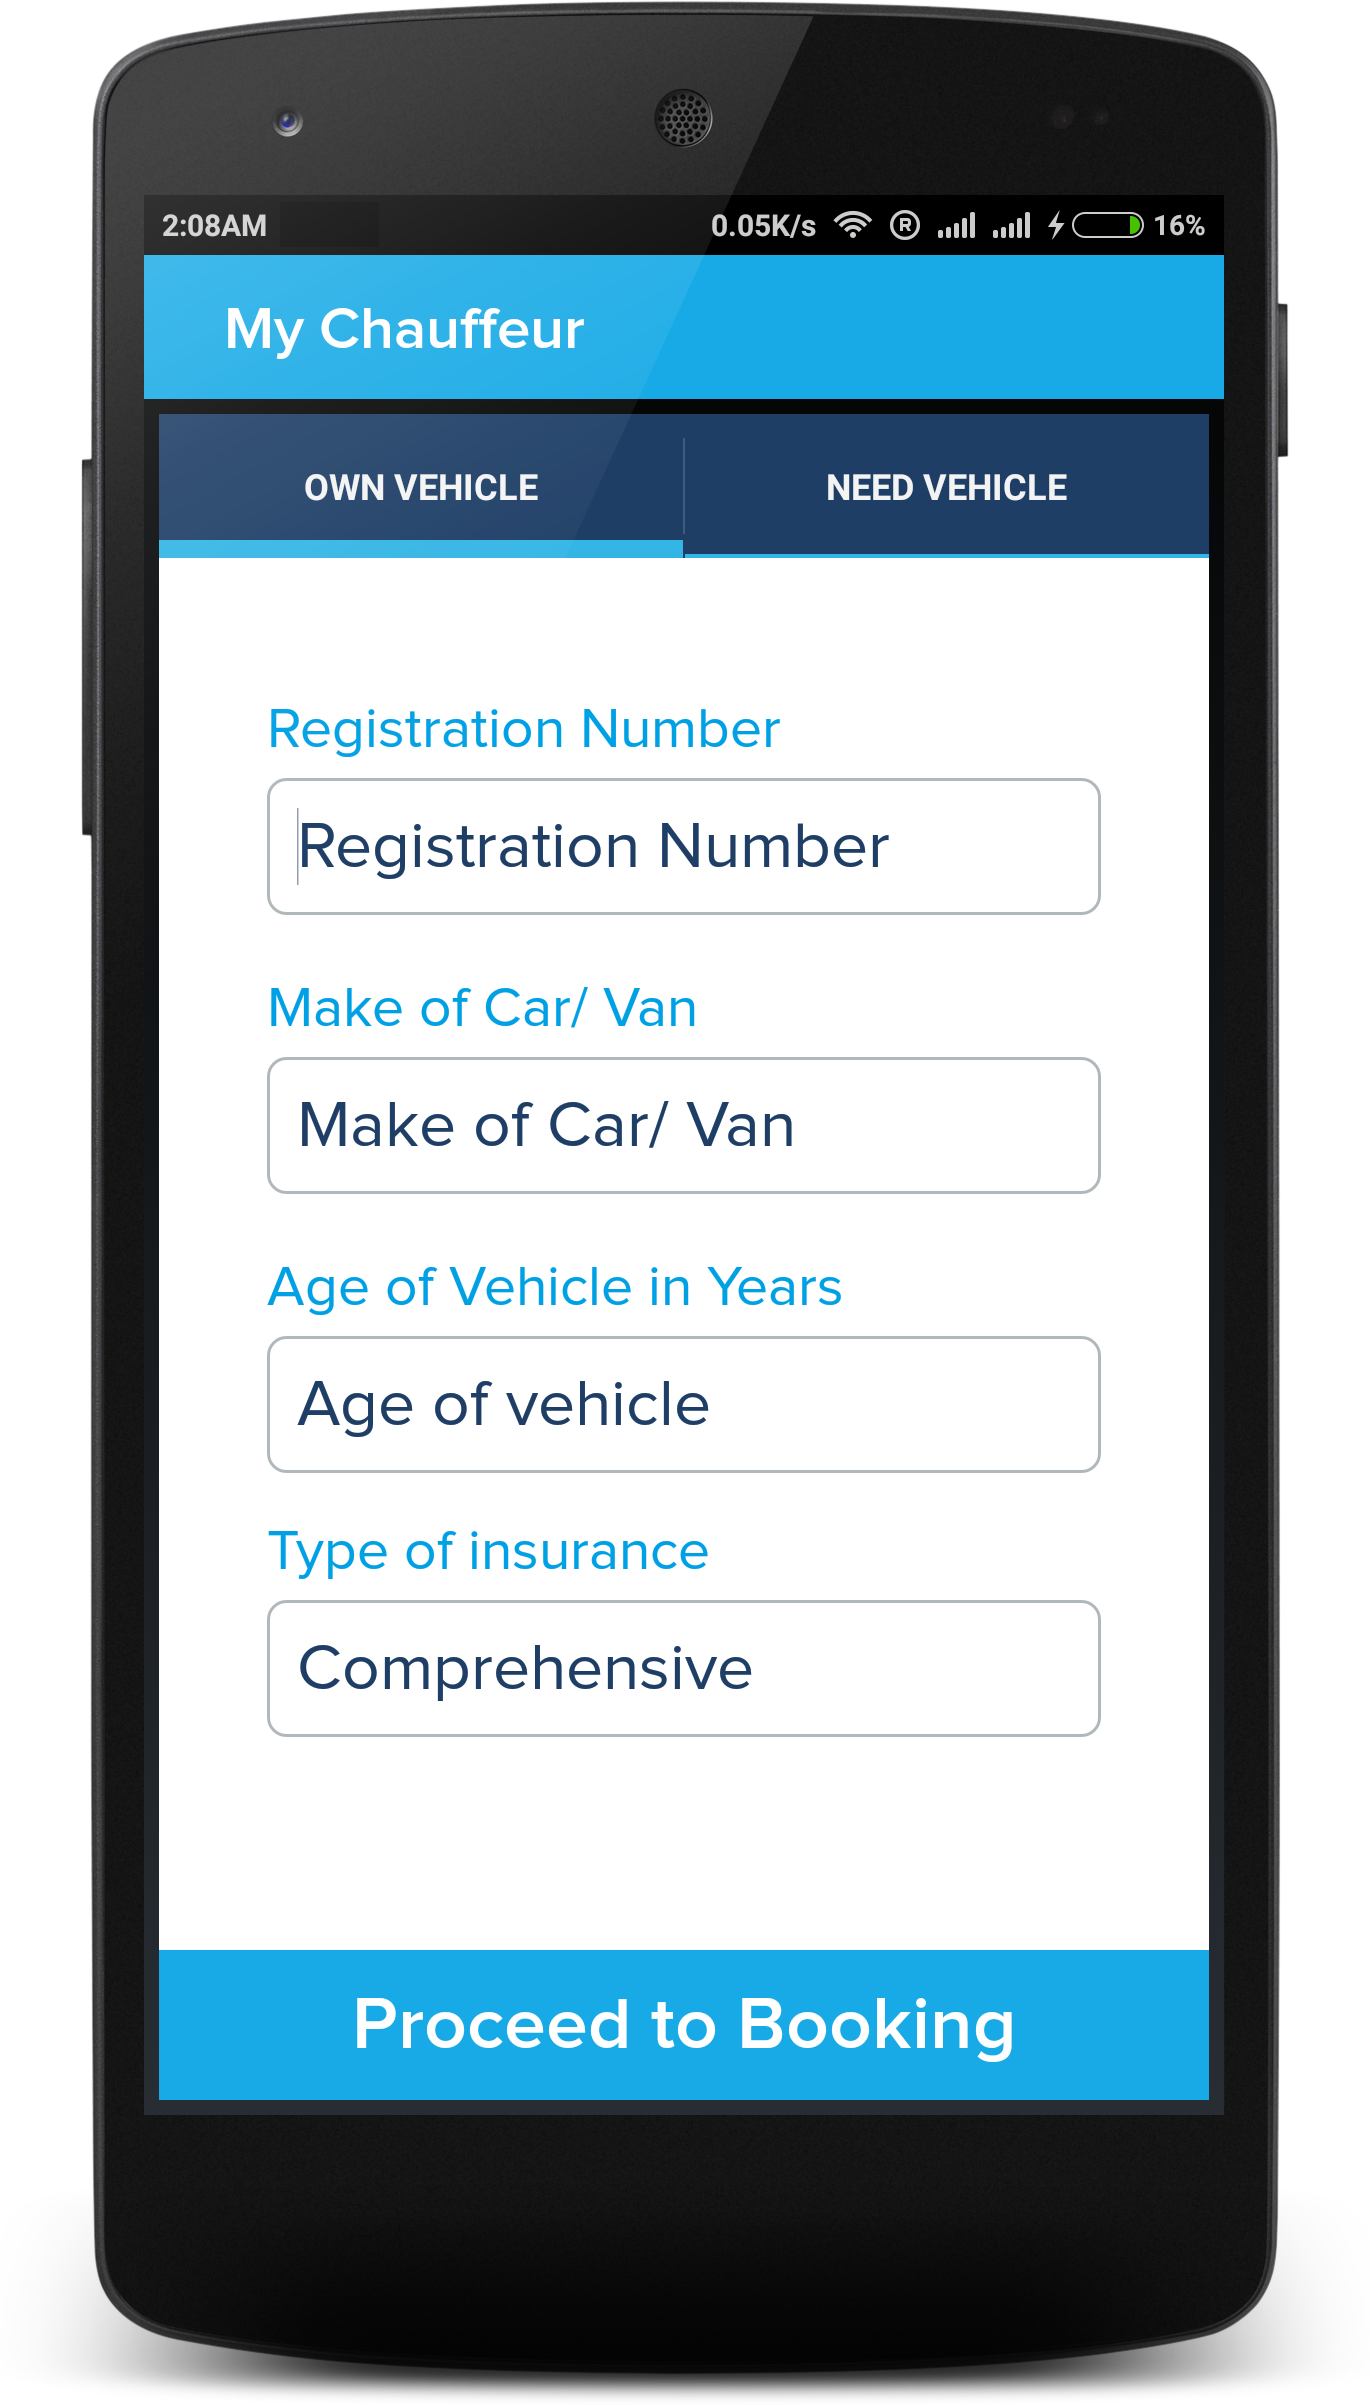 2:08AM 0.05K/s R 16%
My Chauffeur
OWN VEHICLE NEED VEHICLE
Registration Number
Registration Number
Make of Car/ Van
Make of Car/ Van
Age of Vehicle in Years
Age of vehicle
Type of insurance
Comprehensive
Proceed to Booking